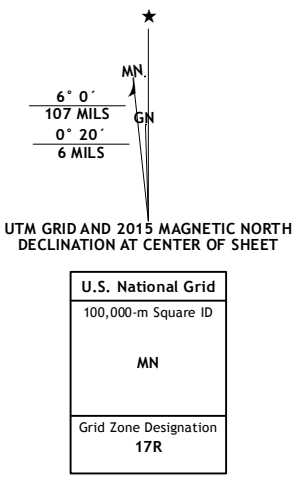 ★
MN
GN
6° 0´
107 MILS
0° 20´
6 MILS
UTM GRID AND 2015 MAGNETIC NORTH
DECLINATION AT CENTER OF SHEET
U.S. National Grid
100,000-m Square ID
MN
Grid Zone Designation
17R